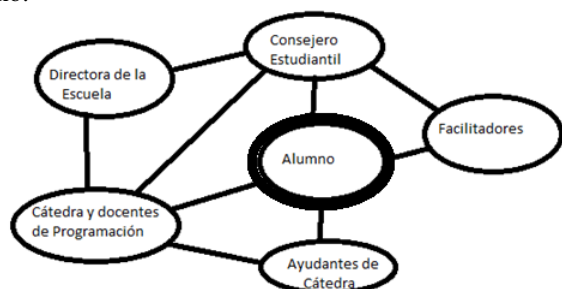 Consejero
Estudiantil
Directora de la
Escuela
Facilitadores
Alumno
Cátedra y docentes
de Programación
Ayudantes de
Cátedra